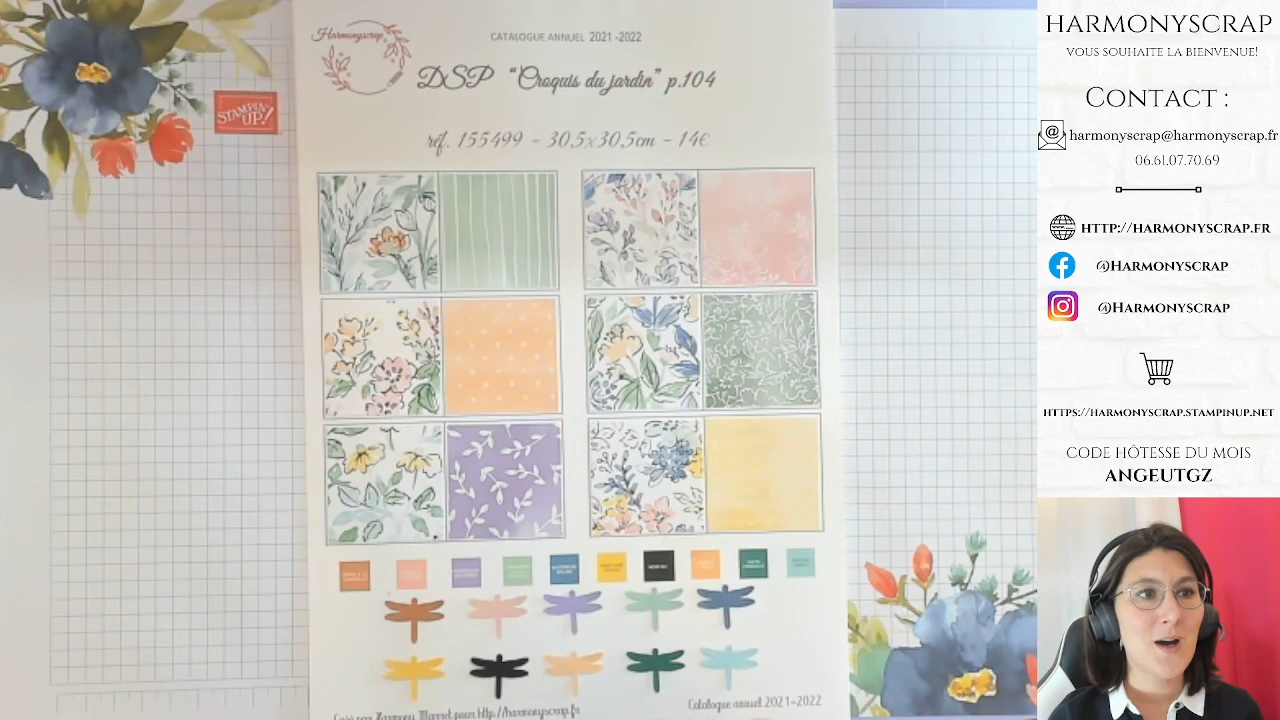 Harmonyscrap
CATALOGUE ANNUEL 2021-2022
DSP "Croquis du jardin" p.104
STAMPIN' UP!
réf. 155499 - 30,5x30,5cm - 14€
Catalogue annuel 2021-2022
HARMONYSCRAP
VOUS SOUHAITE LA BIENVENUE!
CONTACT :
harmonyscrap@harmonyscrap.fr
06.61.07.70.69
HTTP://HARMONYSCRAP.FR
@HARMONYSCRAP
@HARMONYSCRAP
HTTPS://HARMONYSCRAP.STAMPINUP.NET
CODE HÔTESSE DU MOIS
ANGEUTGZ